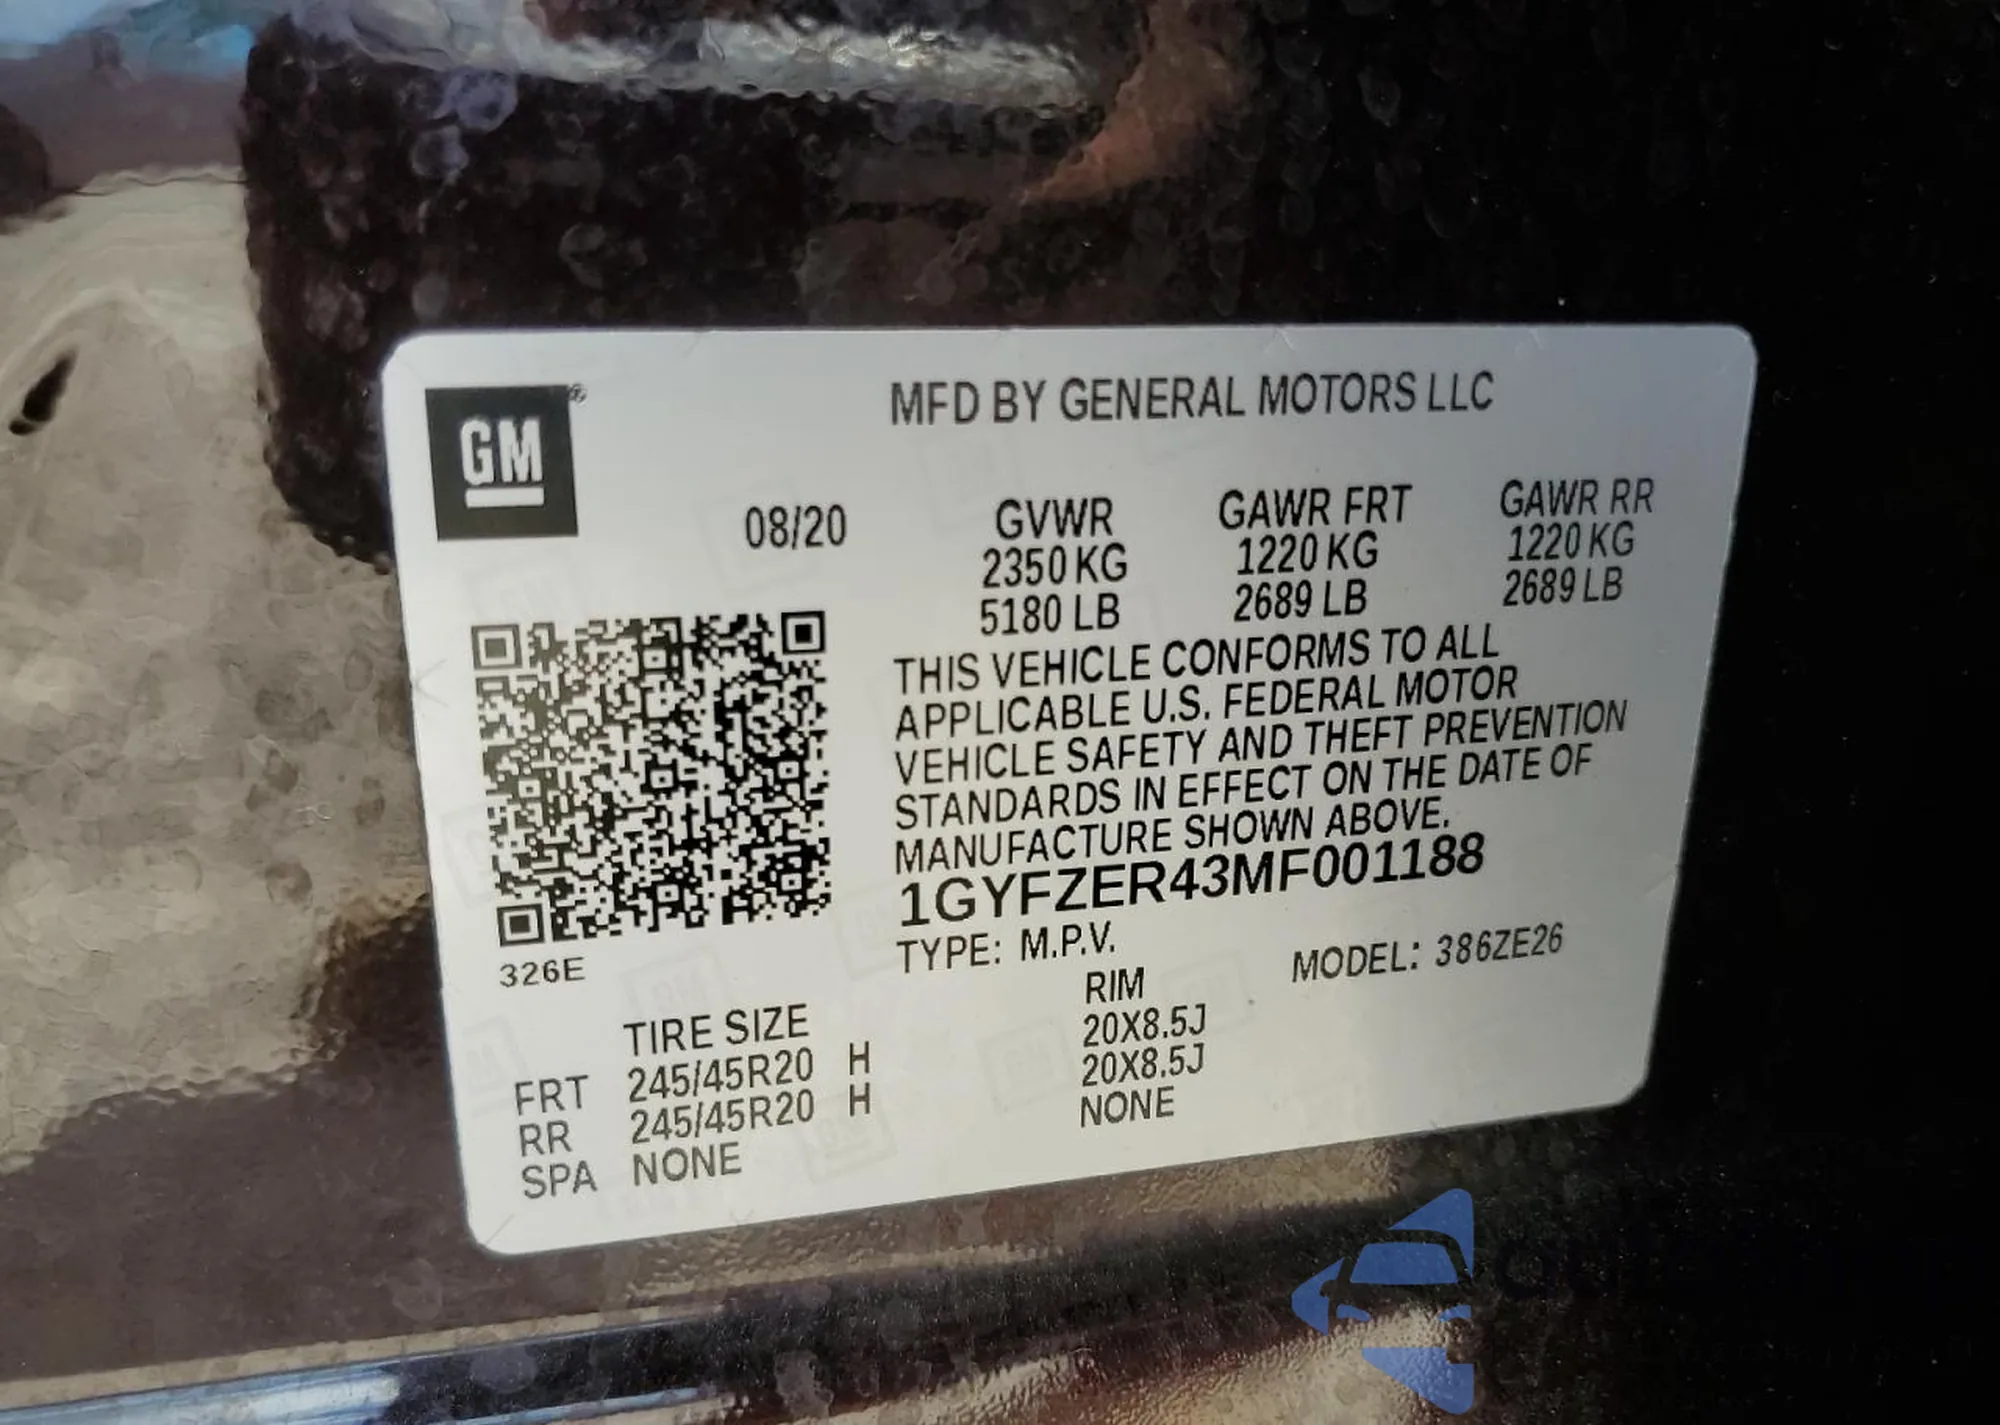 GM ®
MFD BY GENERAL MOTORS LLC
08/20 GVWR GAWR FRT GAWR RR
2350 KG 1220 KG 1220 KG
5180 LB 2689 LB 2689 LB
THIS VEHICLE CONFORMS TO ALL
APPLICABLE U.S. FEDERAL MOTOR
VEHICLE SAFETY AND THEFT PREVENTION
STANDARDS IN EFFECT ON THE DATE OF
MANUFACTURE SHOWN ABOVE.
1GYFZER43MF001188
TYPE: M.P.V. MODEL: 386ZE26
326E
TIRE SIZE RIM
FRT 245/45R20 H 20X8.5J
RR 245/45R20 H 20X8.5J
SPA NONE NONE